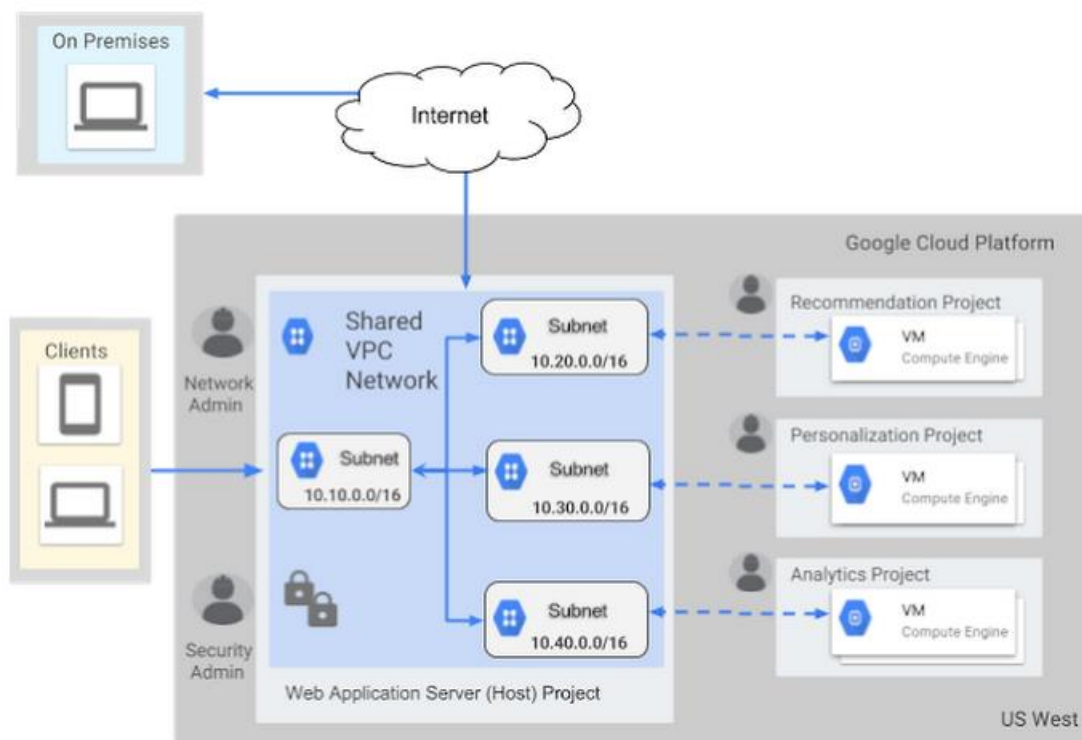 On Premises
Internet
Google Cloud Platform
Clients
Network
Admin
Security
Admin
Shared
VPC
Network
Subnet
10.10.0.0/16
Subnet
10.20.0.0/16
Subnet
10.30.0.0/16
Subnet
10.40.0.0/16
Web Application Server (Host) Project
Recommendation Project
VM
Compute Engine
Personalization Project
VM
Compute Engine
Analytics Project
VM
Compute Engine
US West